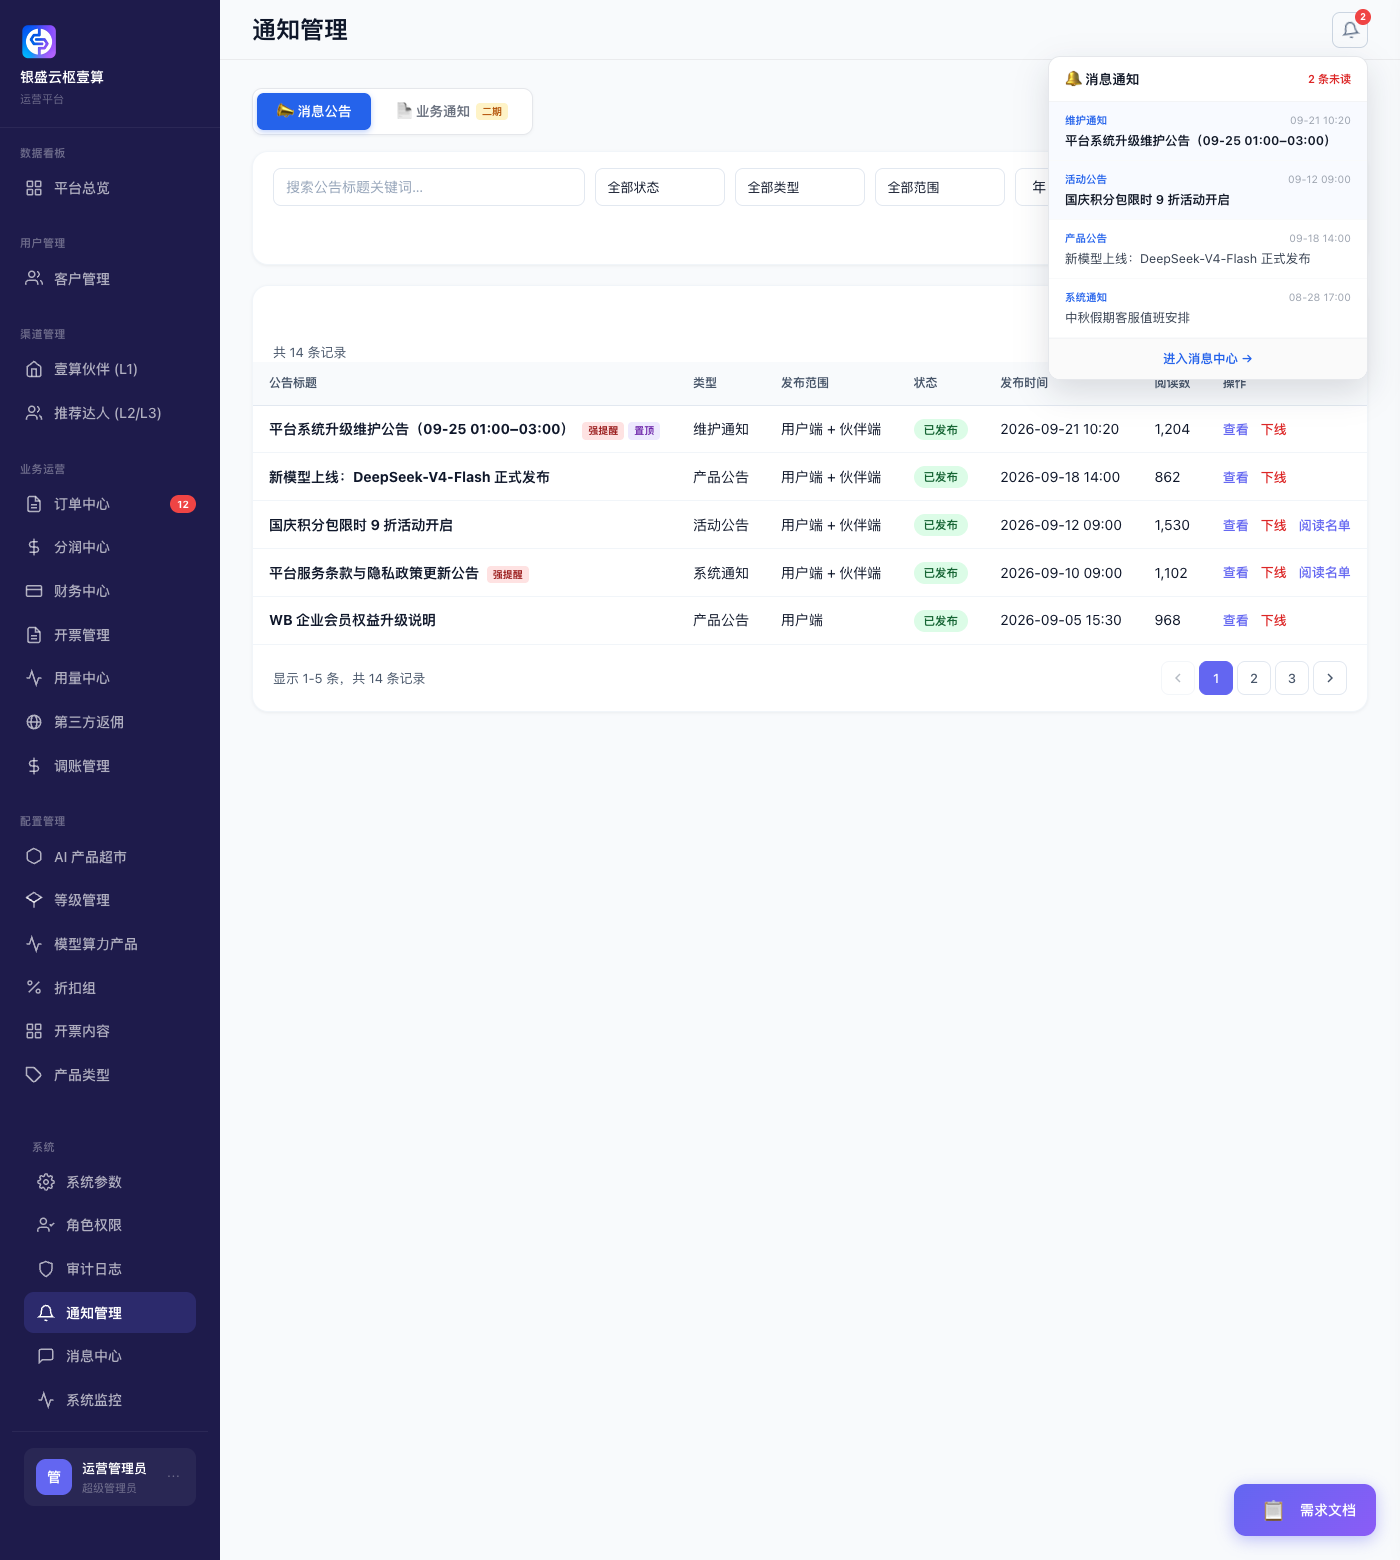 银盛云枢壹算
运营平台
数据看板
平台总览
用户管理
客户管理
渠道管理
壹算伙伴 (L1)
推荐达人 (L2/L3)
业务运营
订单中心 12
分润中心
财务中心
开票管理
用量中心
第三方返佣
调账管理
配置管理
AI 产品超市
等级管理
模型算力产品
折扣组
开票内容
产品类型
系统
系统参数
角色权限
审计日志
通知管理
消息中心
系统监控
管 运营管理员 ...
超级管理员
通知管理
2
消息公告 业务通知 二期
搜索公告标题关键词... 全部状态 全部类型 全部范围 年
消息通知 2 条未读
维护通知 09-21 10:20
平台系统升级维护公告（09-25 01:00–03:00）
活动公告 09-12 09:00
国庆积分包限时 9 折活动开启
产品公告 09-18 14:00
新模型上线：DeepSeek-V4-Flash 正式发布
系统通知 08-28 17:00
中秋假期客服值班安排
进入消息中心 →
共 14 条记录
公告标题 类型 发布范围 状态 发布时间 阅读数 操作
平台系统升级维护公告（09-25 01:00–03:00） 强提醒 置顶 维护通知 用户端 + 伙伴端 已发布 2026-09-21 10:20 1,204 查看 下线
新模型上线：DeepSeek-V4-Flash 正式发布 产品公告 用户端 + 伙伴端 已发布 2026-09-18 14:00 862 查看 下线
国庆积分包限时 9 折活动开启 活动公告 用户端 + 伙伴端 已发布 2026-09-12 09:00 1,530 查看 下线 阅读名单
平台服务条款与隐私政策更新公告 强提醒 系统通知 用户端 + 伙伴端 已发布 2026-09-10 09:00 1,102 查看 下线 阅读名单
WB 企业会员权益升级说明 产品公告 用户端 已发布 2026-09-05 15:30 968 查看 下线
显示 1-5 条，共 14 条记录 ‹ 1 2 3 ›
需求文档